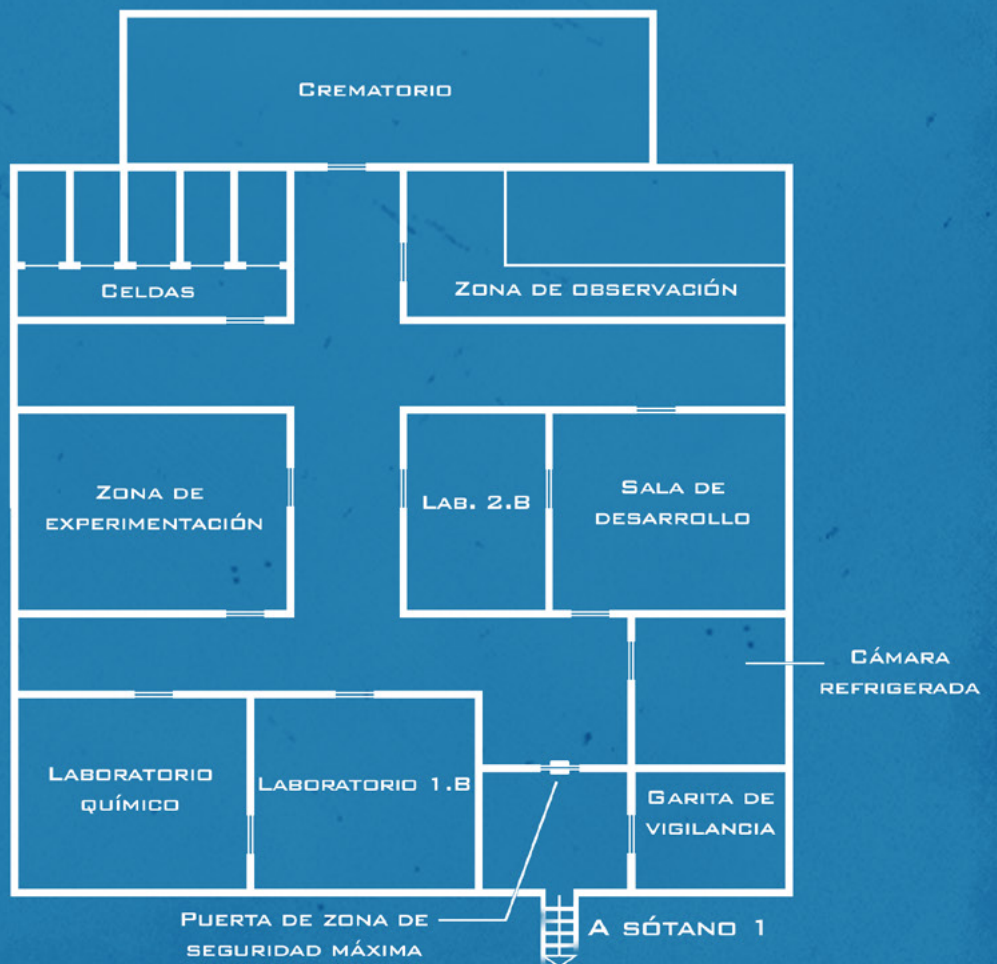 Crematorio
Celdas
Zona de observación
Zona de
experimentación
Lab. 2.B
Sala de
desarrollo
Cámara
refrigerada
Laboratorio
químico
Laboratorio 1.B
Garita de
vigilancia
Puerta de zona de
seguridad máxima
A sótano 1